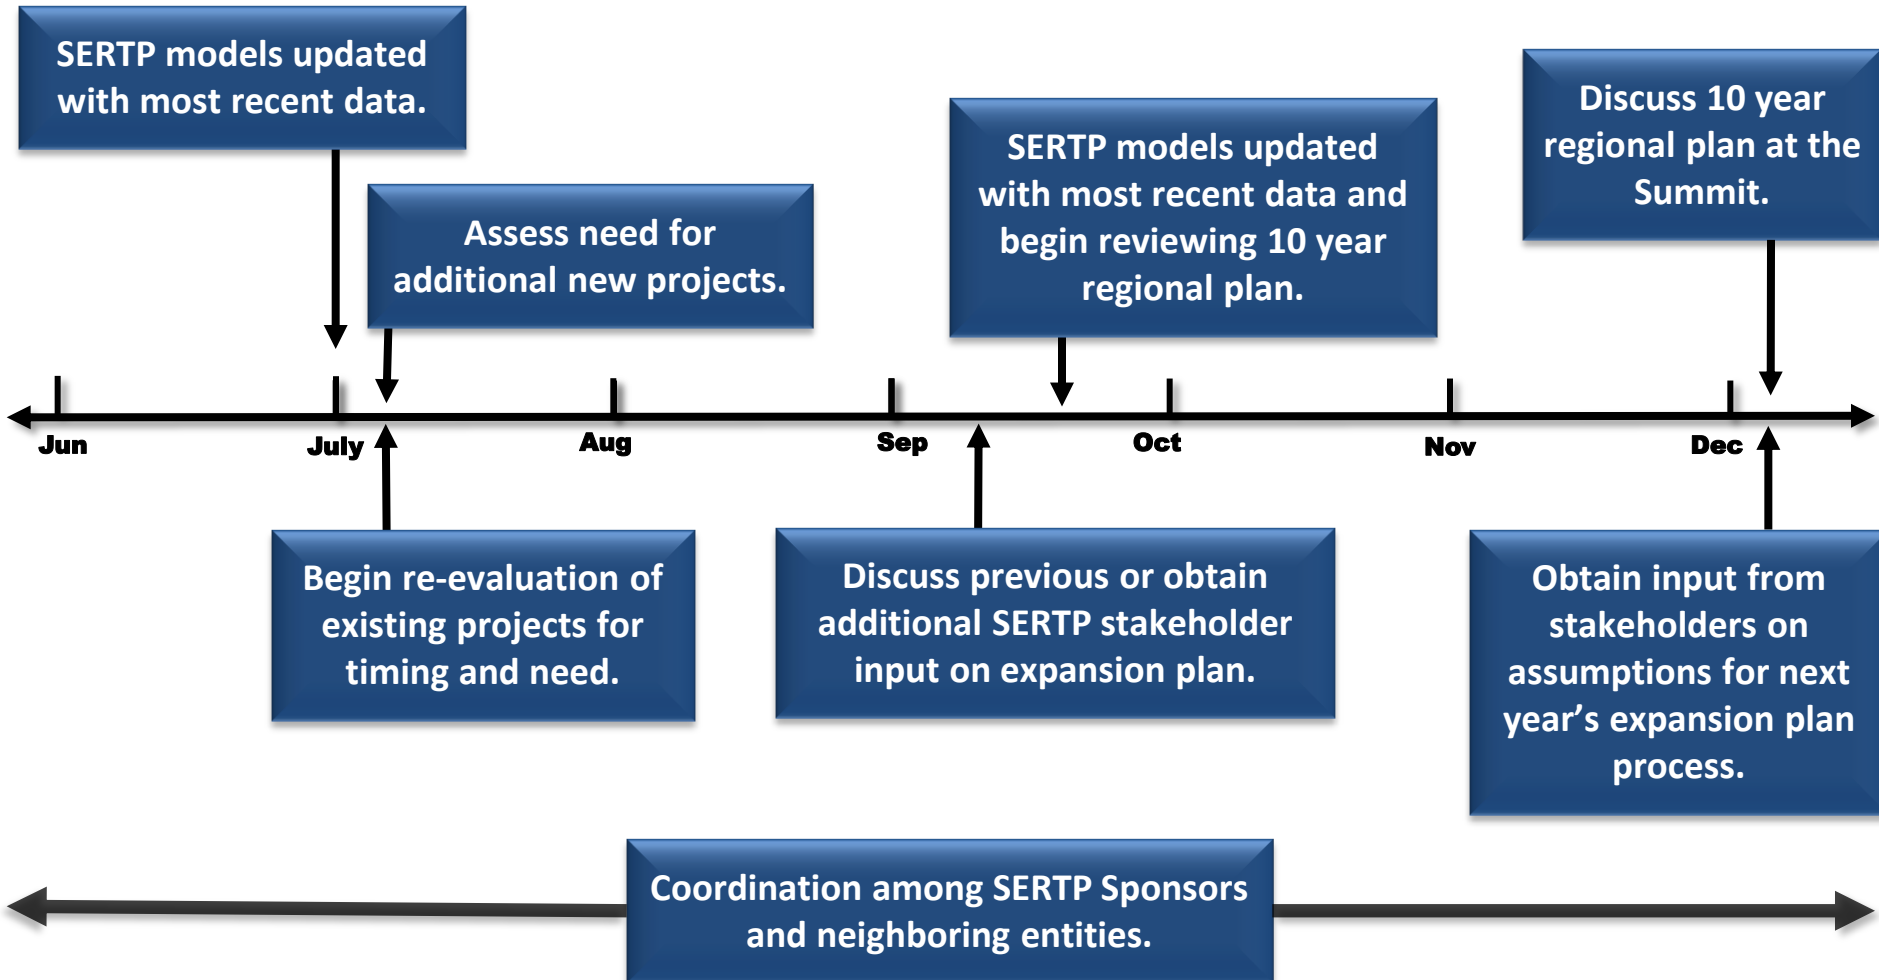 SERTP models updated
with most recent data.
Assess need for
additional new projects.
SERTP models updated
with most recent data and
begin reviewing 10 year
regional plan.
Discuss 10 year
regional plan at the
Summit.
Jun
July
Aug
Sep
Oct
Nov
Dec
Begin re-evaluation of
existing projects for
timing and need.
Discuss previous or obtain
additional SERTP stakeholder
input on expansion plan.
Obtain input from
stakeholders on
assumptions for next
year’s expansion plan
process.
Coordination among SERTP Sponsors
and neighboring entities.